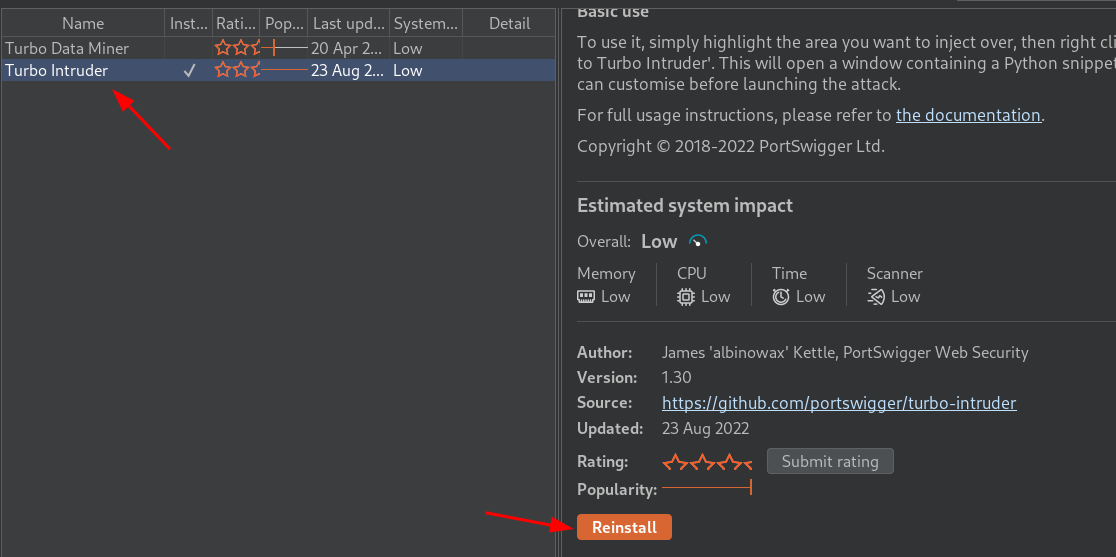 Name Inst... Rati... Pop... Last upd... System... Detail
Turbo Data Miner 20 Apr 2... Low
Turbo Intruder 23 Aug 2... Low
Basic use
To use it, simply highlight the area you want to inject over, then right cli
to Turbo Intruder'. This will open a window containing a Python snippet
can customise before launching the attack.
For full usage instructions, please refer to the documentation.
Copyright © 2018-2022 PortSwigger Ltd.
Estimated system impact
Overall: Low
Memory CPU Time Scanner
Low Low Low Low
Author: James 'albinowax' Kettle, PortSwigger Web Security
Version: 1.30
Source: https://github.com/portswigger/turbo-intruder
Updated: 23 Aug 2022
Rating: Submit rating
Popularity:
Reinstall